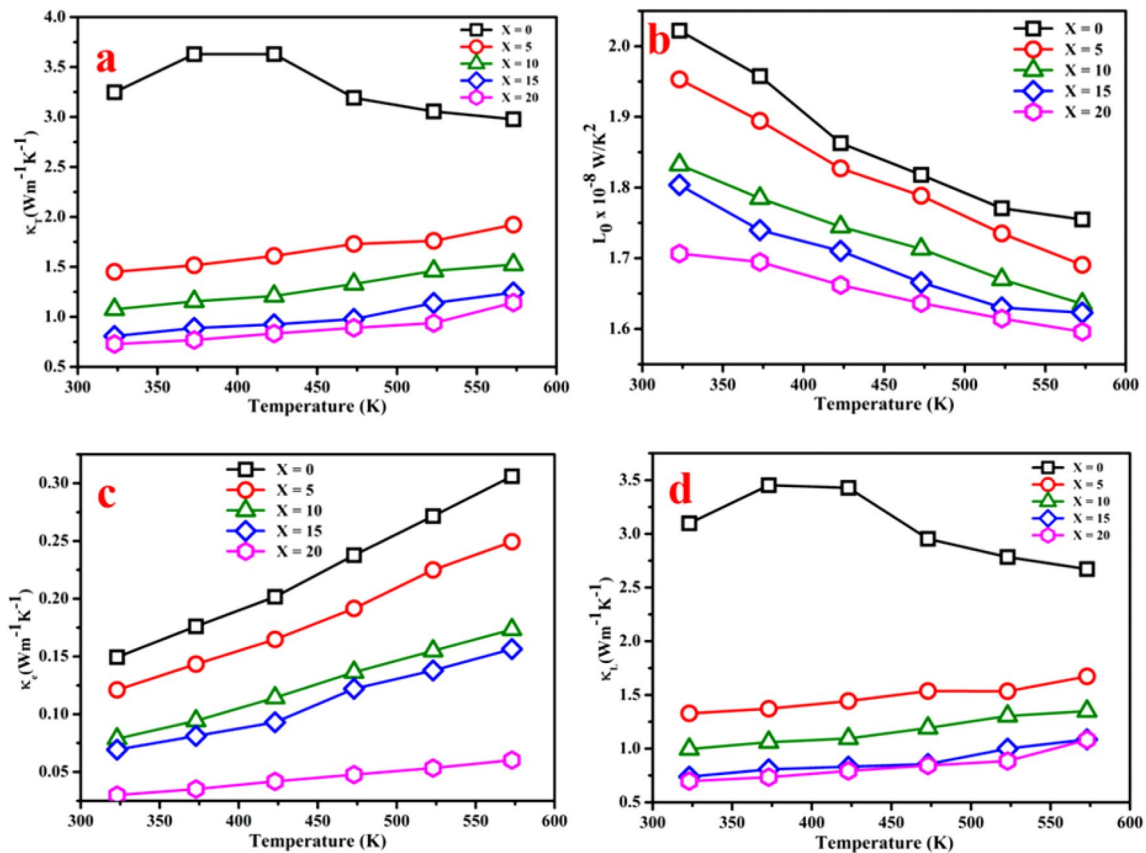 a
4.0
3.5
3.0
2.5
2.0
1.5
1.0
0.5
κT(Wm-1K-1)
X = 0
X = 5
X = 10
X = 15
X = 20
300 350 400 450 500 550 600
Temperature (K)
b
2.0
1.9
1.8
1.7
1.6
L0 x 10-8 W/K2
X = 0
X = 5
X = 10
X = 15
X = 20
300 350 400 450 500 550 600
Temperature (K)
c
0.30
0.25
0.20
0.15
0.10
0.05
κe(Wm-1K-1)
X = 0
X = 5
X = 10
X = 15
X = 20
300 350 400 450 500 550 600
Temperature (K)
d
3.5
3.0
2.5
2.0
1.5
1.0
0.5
κL(Wm-1K-1)
X = 0
X = 5
X = 10
X = 15
X = 20
300 350 400 450 500 550 600
Temperature (K)